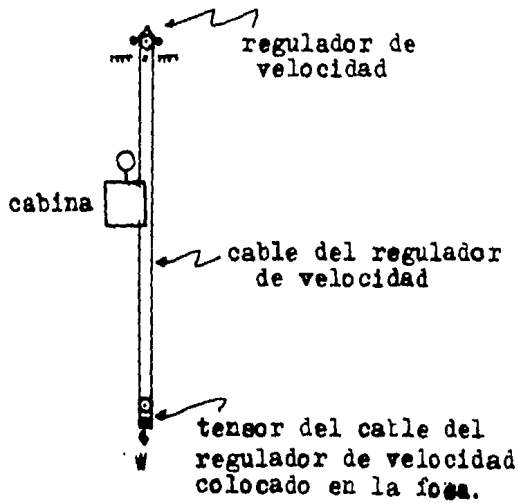 regulador de
velocidad
cabina
cable del regulador
de velocidad
tensor del catle del
regulador de velocidad
colocado en la fosa.
W